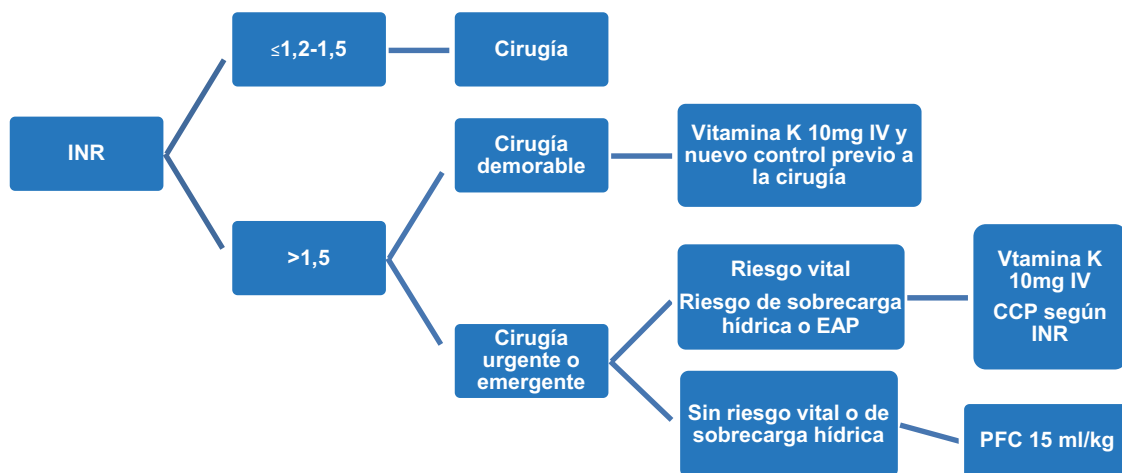 INR
≤1,2-1,5
Cirugía
>1,5
Cirugía
demorable
Vitamina K 10mg IV y
nuevo control previo a
la cirugía
Cirugía
urgente o
emergente
Riesgo vital
Riesgo de sobrecarga
hídrica o EAP
Vtamina K
10mg IV
CCP según
INR
Sin riesgo vital o de
sobrecarga hídrica
PFC 15 ml/kg